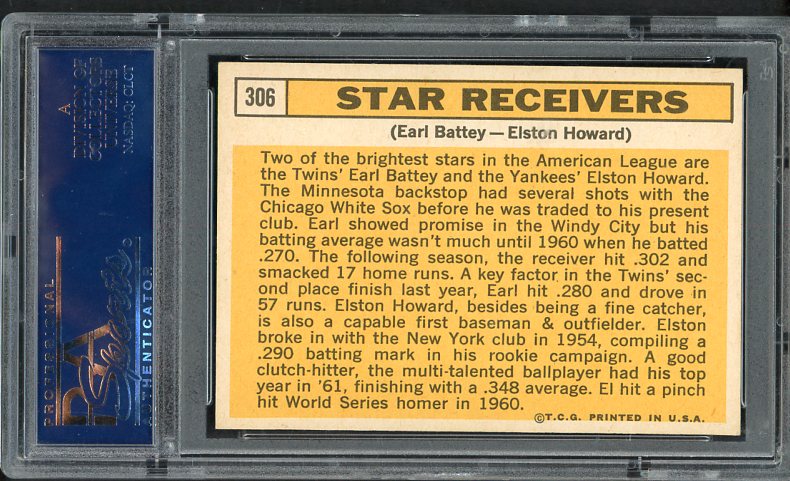 A
DIVISION OF
COLLECTORS
UNIVERSE
NASDAQ: CLCT
PROFESSIONAL
PSA
Sports
AUTHENTICATOR
306
STAR RECEIVERS
(Earl Battey — Elston Howard)
Two of the brightest stars in the American League are
the Twins' Earl Battey and the Yankees' Elston Howard.
The Minnesota backstop had several shots with the
Chicago White Sox before he was traded to his present
club. Earl showed promise in the Windy City but his
batting average wasn't much until 1960 when he batted
.270. The following season, the receiver hit .302 and
smacked 17 home runs. A key factor in the Twins' sec-
ond place finish last year, Earl hit .280 and drove in
57 runs. Elston Howard, besides being a fine catcher,
is also a capable first baseman & outfielder. Elston
broke in with the New York club in 1954, compiling a
.290 batting mark in his rookie campaign. A good
clutch-hitter, the multi-talented ballplayer had his top
year in '61, finishing with a .348 average. El hit a pinch
hit World Series homer in 1960.
©T.C.G. PRINTED IN U.S.A.